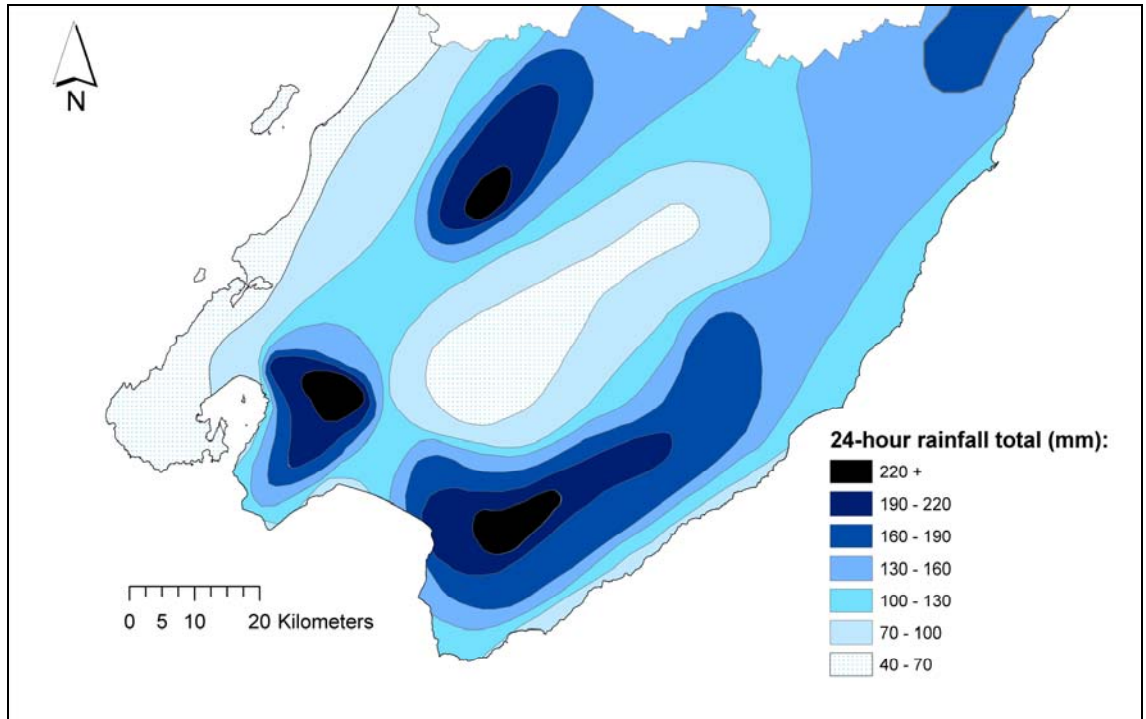 N
24-hour rainfall total (mm):
220 +
190 - 220
160 - 190
130 - 160
100 - 130
70 - 100
40 - 70
0 5 10 20 Kilometers